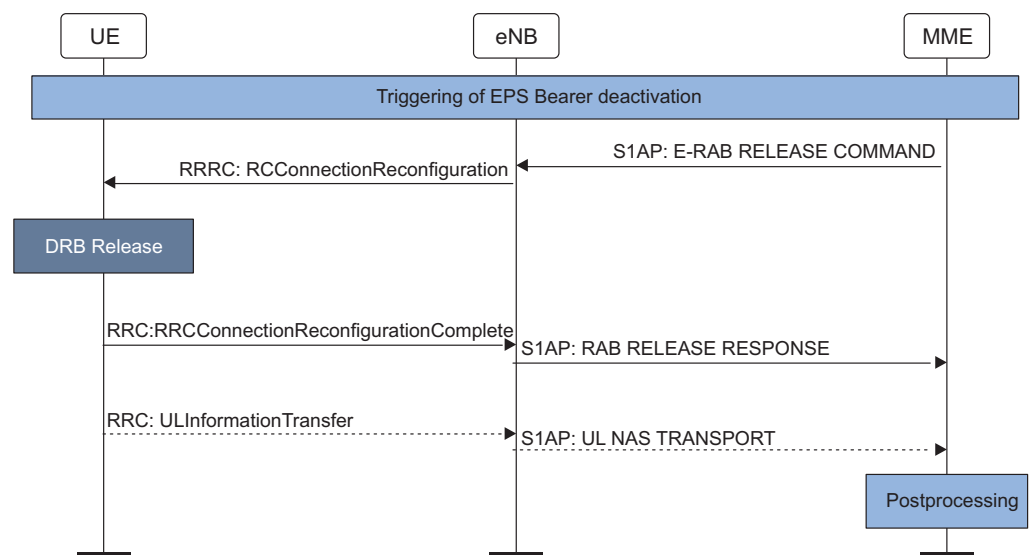 UE
eNB
MME
Triggering of EPS Bearer deactivation
S1AP: E-RAB RELEASE COMMAND
RRRC: RCConnectionReconfiguration
DRB Release
RRC:RRCConnectionReconfigurationComplete
S1AP: RAB RELEASE RESPONSE
RRC: ULInformationTransfer
S1AP: UL NAS TRANSPORT
Postprocessing